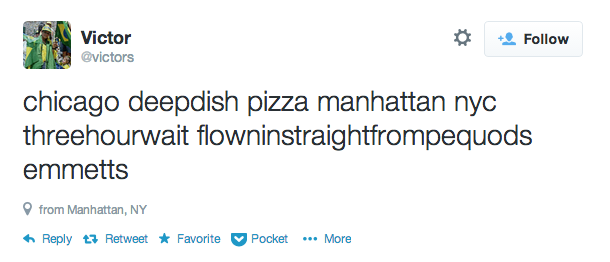 Victor
@victors
Follow
chicago deepdish pizza manhattan nyc
threehourwait flowninstraightfrompequods
emmetts
from Manhattan, NY
Reply Retweet Favorite Pocket More